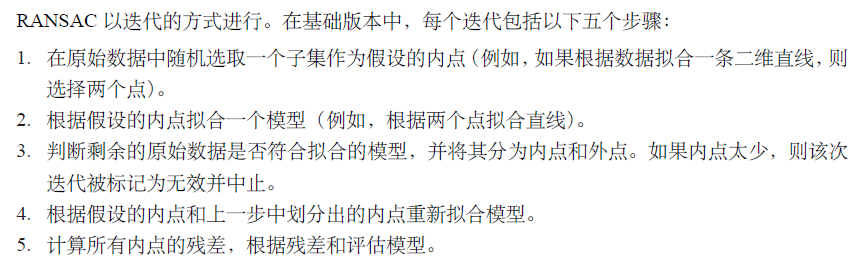 RANSAC 以迭代的方式进行。在基础版本中，每个迭代包括以下五个步骤：
1. 在原始数据中随机选取一个子集作为假设的内点（例如，如果根据数据拟合一条二维直线，则
选择两个点）。
2. 根据假设的内点拟合一个模型（例如，根据两个点拟合直线）。
3. 判断剩余的原始数据是否符合拟合的模型，并将其分为内点和外点。如果内点太少，则该次
迭代被标记为无效并中止。
4. 根据假设的内点和上一步中划分出的内点重新拟合模型。
5. 计算所有内点的残差，根据残差和评估模型。